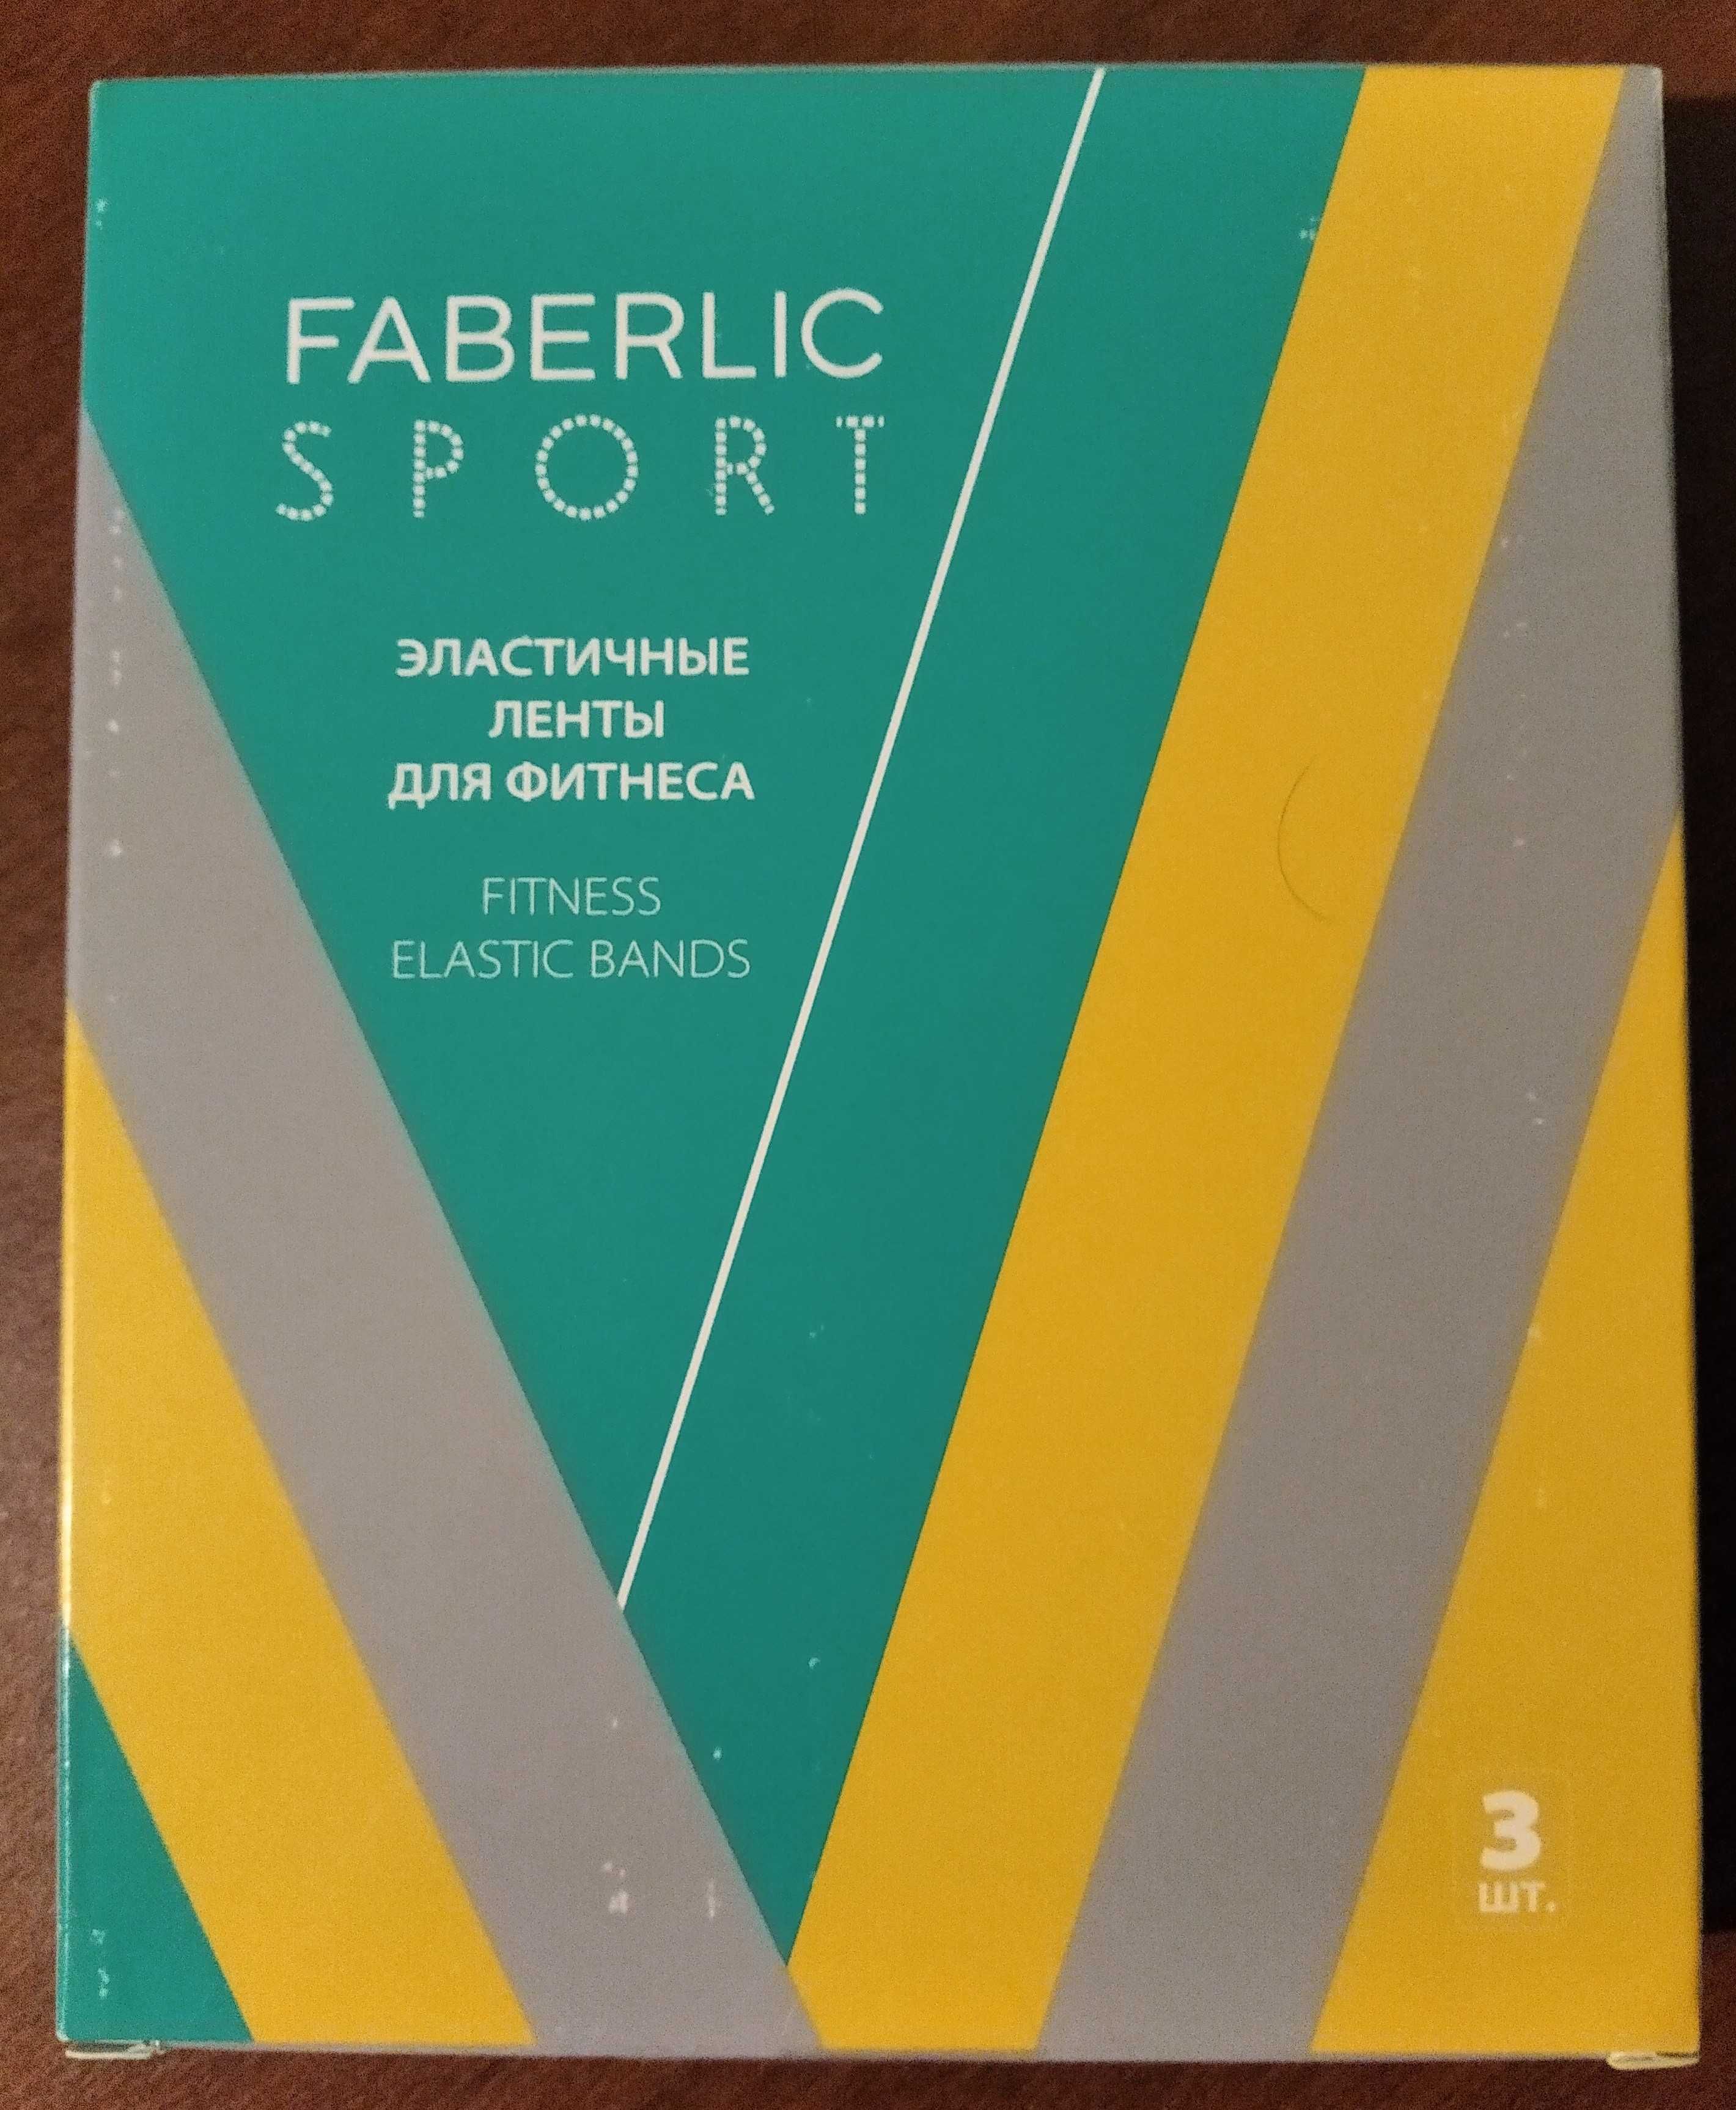 FABERLIC
SPORT
ЭЛАСТИЧНЫЕ
ЛЕНТЫ
ДЛЯ ФИТНЕСА
FITNESS
ELASTIC BANDS
3
шт.